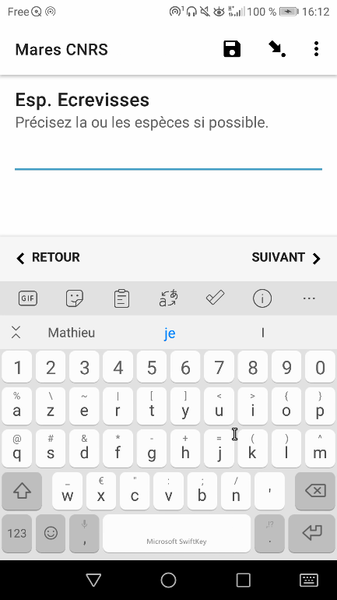 Free 100 % 16:12
Mares CNRS
Esp. Ecrevisses
Précisez la ou les espèces si possible.
RETOUR SUIVANT
GIF
Mathieu je I
1 2 3 4 5 6 7 8 9 0
% \ ~ | [ ] < > { }
a z e r t y u i o p
@ # & * - + = ( ) ^
q s d f g h j k l m
_ € " : ; /
w x c v b n '
123 , Microsoft SwiftKey .